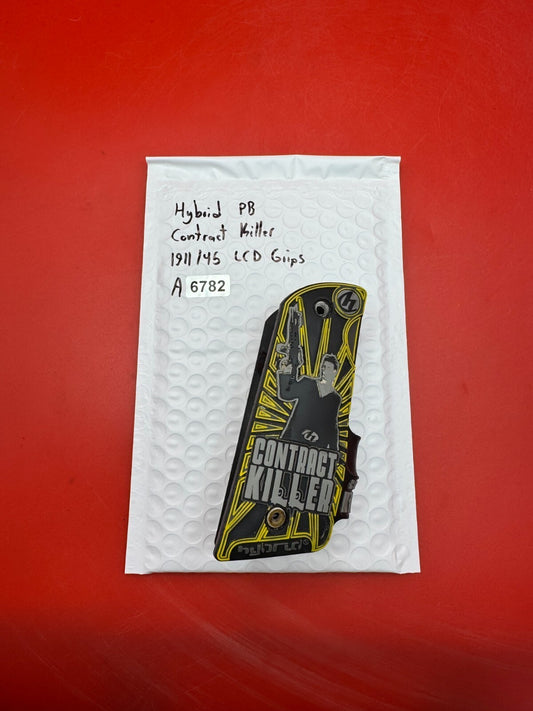 Hybrid PB
Contract Killer
1911/45 LCD Grips
A 6782
CONTRACT
KILLER
hybrid